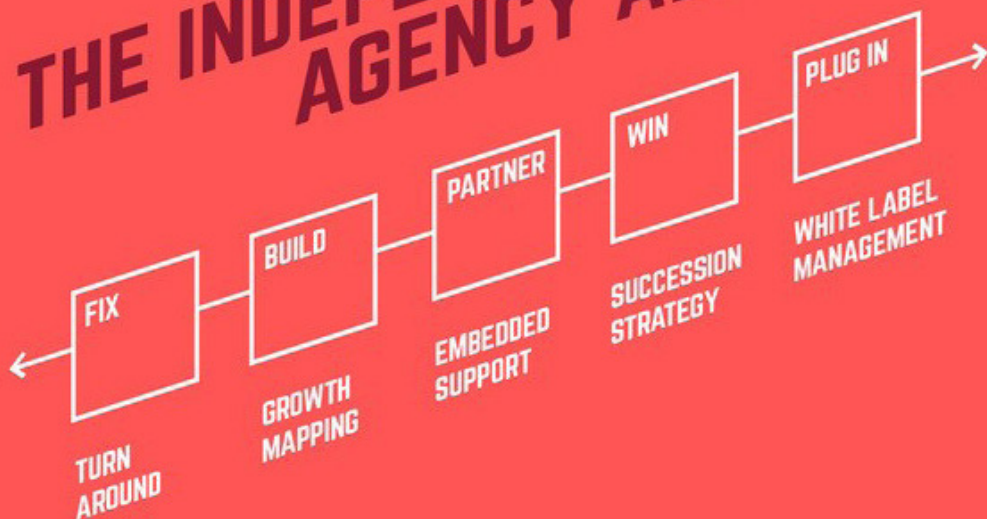 THE
AGENCY
FIX
TURN
AROUND
BUILD
GROWTH
MAPPING
PARTNER
EMBEDDED
SUPPORT
WIN
SUCCESSION
STRATEGY
PLUG IN
WHITE LABEL
MANAGEMENT